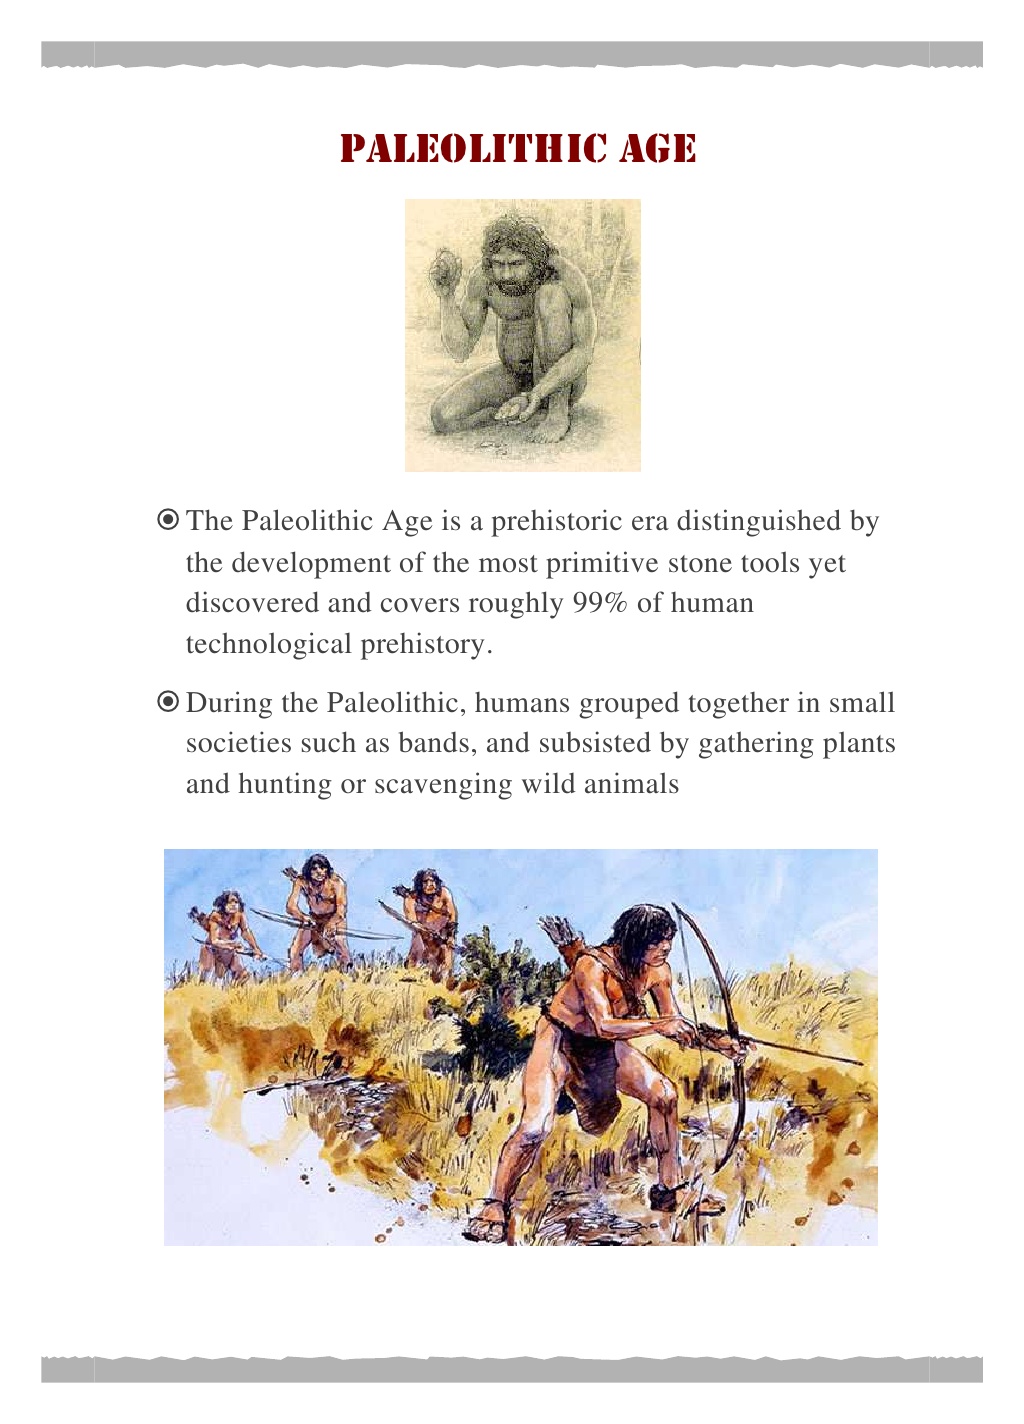 PALEOLITHIC AGE
The Paleolithic Age is a prehistoric era distinguished by
the development of the most primitive stone tools yet
discovered and covers roughly 99% of human
technological prehistory.
During the Paleolithic, humans grouped together in small
societies such as bands, and subsisted by gathering plants
and hunting or scavenging wild animals